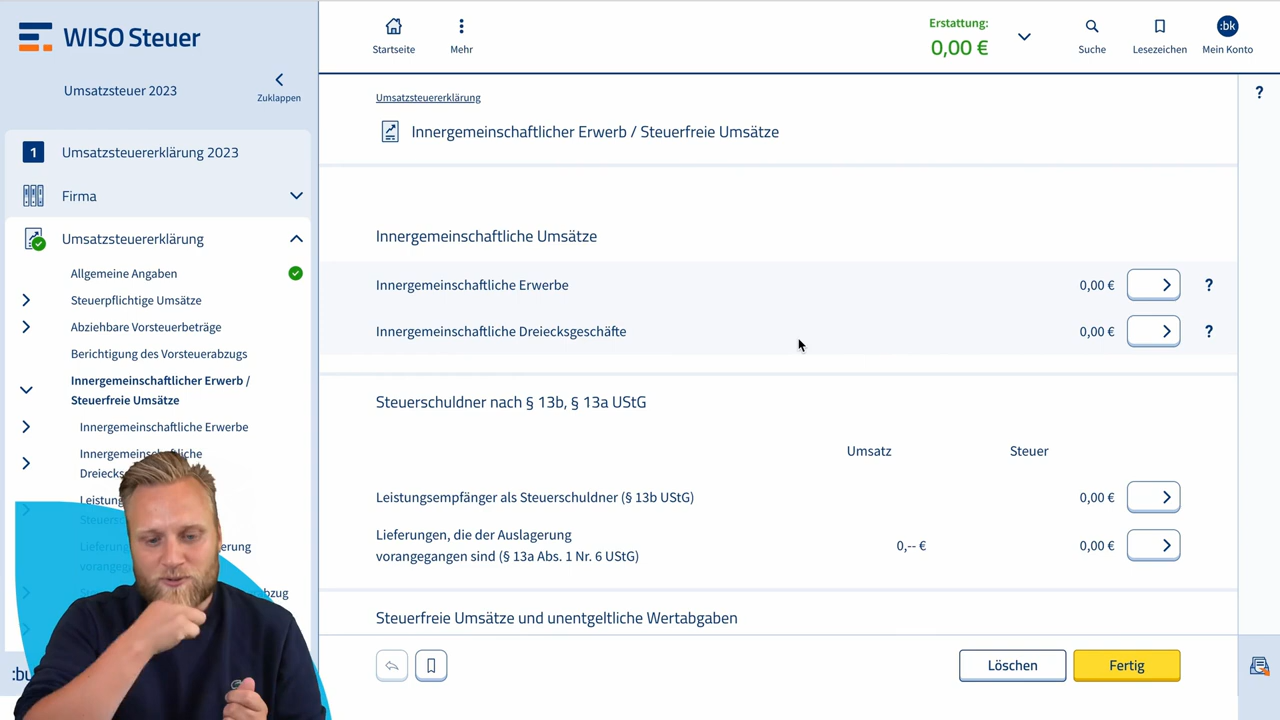 WISO Steuer
Umsatzsteuer 2023
Zuklappen
1 Umsatzsteuererklärung 2023
Firma
Umsatzsteuererklärung
Allgemeine Angaben
Steuerpflichtige Umsätze
Abziehbare Vorsteuerbeträge
Berichtigung des Vorsteuerabzugs
Innergemeinschaftlicher Erwerb /
Steuerfreie Umsätze
Innergemeinschaftliche Erwerbe
Startseite
Mehr
Erstattung:
0,00 €
Suche
Lesezeichen
:bk
Mein Konto
?
Umsatzsteuererklärung
Innergemeinschaftlicher Erwerb / Steuerfreie Umsätze
Innergemeinschaftliche Umsätze
Innergemeinschaftliche Erwerbe 0,00 € ?
Innergemeinschaftliche Dreiecksgeschäfte 0,00 € ?
Steuerschuldner nach § 13b, § 13a UStG
Umsatz Steuer
Leistungsempfänger als Steuerschuldner (§ 13b UStG) 0,00 €
Lieferungen, die der Auslagerung
vorangegangen sind (§ 13a Abs. 1 Nr. 6 UStG) 0,-- € 0,00 €
Steuerfreie Umsätze und unentgeltliche Wertabgaben
Löschen
Fertig